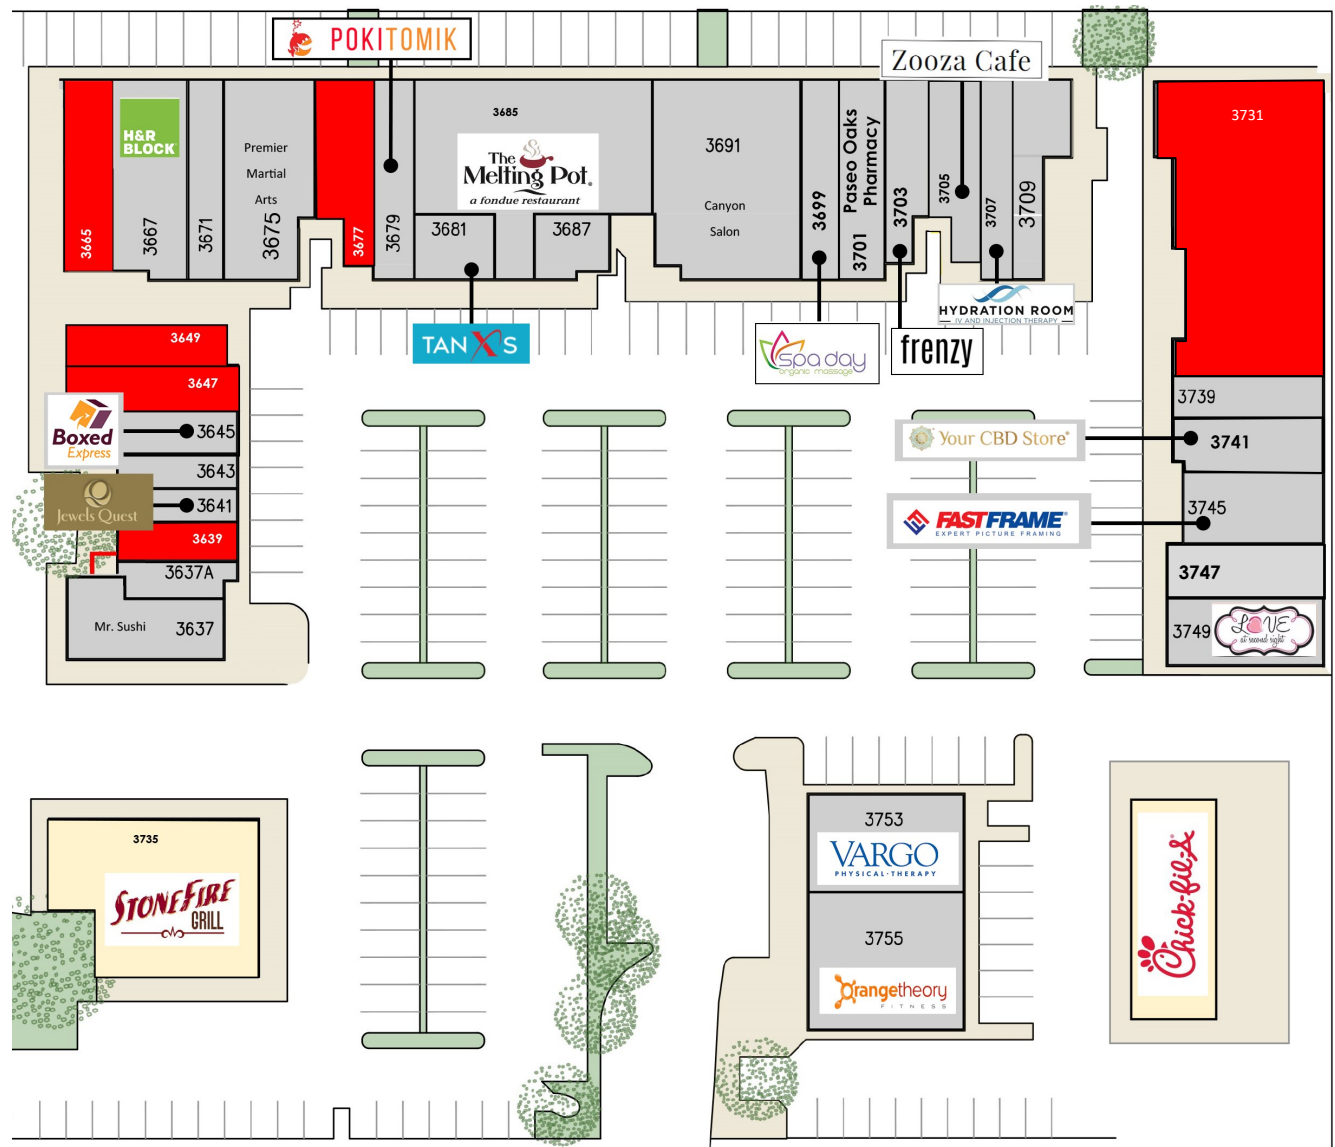 POKITOMIK
Zooza Cafe
3665
H&R
BLOCK
3667
3671
Premier
Martial
Arts
3675
3677
3679
3685
The
Melting Pot.
a fondue restaurant
3681
3687
TAN XS
3691
Canyon
Salon
3699
spa day
organic massage
Paseo Oaks
Pharmacy
3701
3703
frenzy
3705
3707
HYDRATION ROOM
IV AND INJECTION THERAPY
3709
3731
3649
3647
3645
Boxed
Express
3643
3641
Jewels Quest
3639
3637A
Mr. Sushi
3637
3739
Your CBD Store®
3741
FASTFRAME®
EXPERT PICTURE FRAMING
3745
3747
3749
LOVE
at second sight
3735
STONEFIRE
GRILL
3753
VARGO
PHYSICAL·THERAPY
3755
Orangetheory
FITNESS
Chick-fil-A